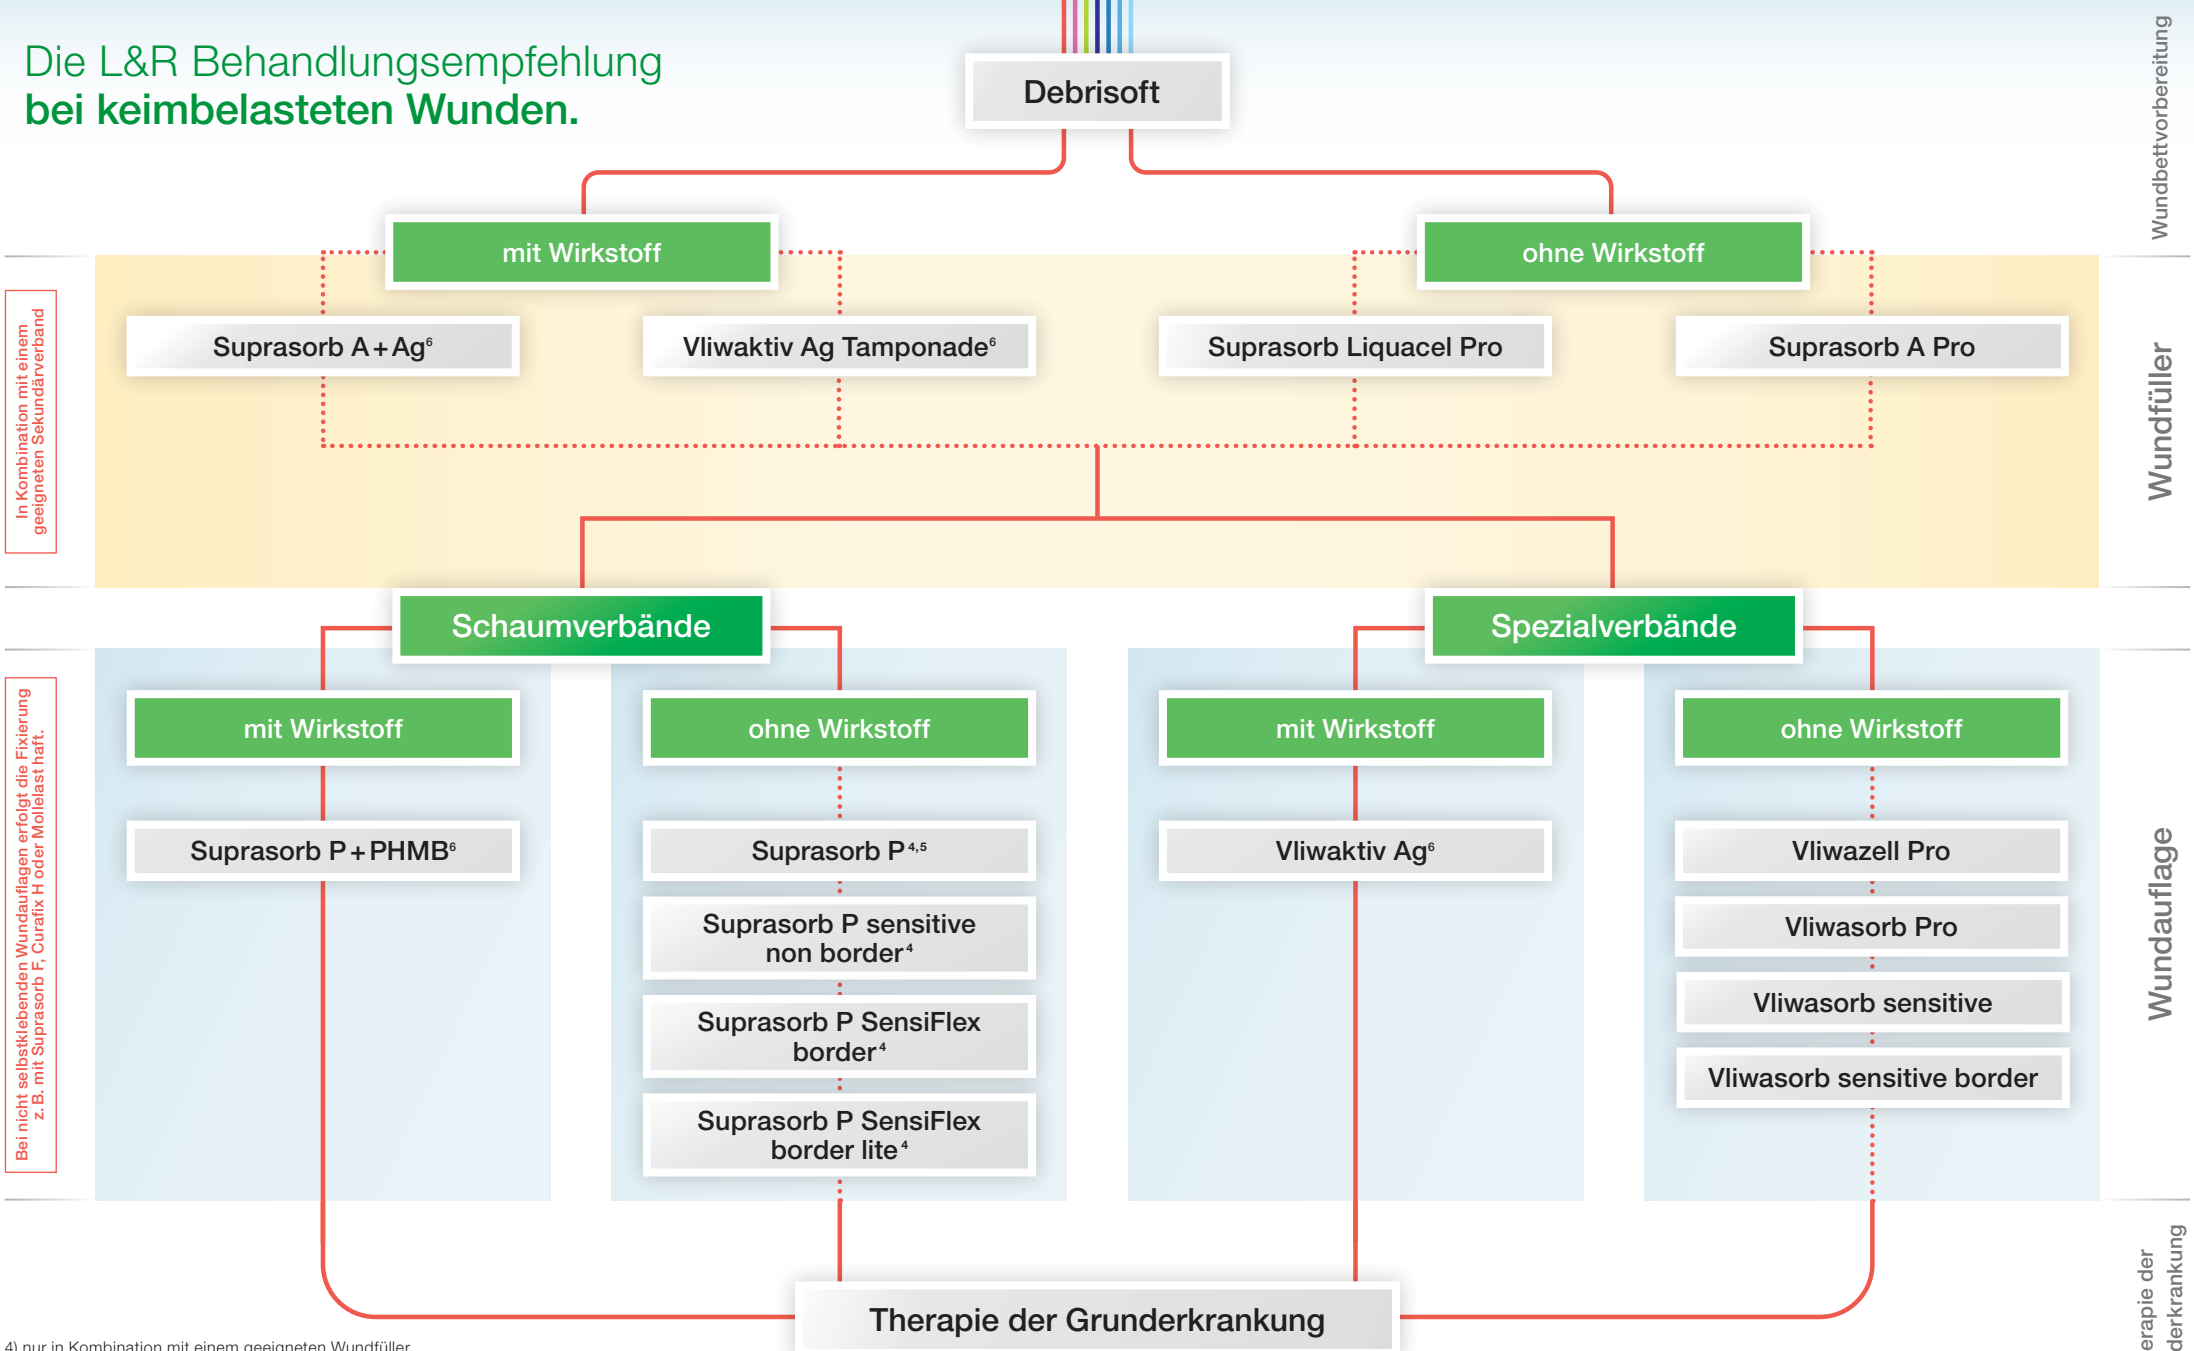 Die L&R Behandlungsempfehlung
bei keimbelasteten Wunden.
Debrisoft
Wundbettvorbereitung
mit Wirkstoff
ohne Wirkstoff
In Kombination mit einem
geeigneten Sekundärverband
Suprasorb A+Ag⁶
Vliwaktiv Ag Tamponade⁶
Suprasorb Liquacel Pro
Suprasorb A Pro
Wundfüller
Schaumverbände
Spezialverbände
Bei nicht selbstklebenden Wundauflagen erfolgt die Fixierung
z. B. mit Suprasorb F, Curafix H oder Mollelast haft.
mit Wirkstoff
ohne Wirkstoff
mit Wirkstoff
ohne Wirkstoff
Suprasorb P+PHMB⁶
Suprasorb P⁴,⁵
Suprasorb P sensitive
non border⁴
Suprasorb P SensiFlex
border⁴
Suprasorb P SensiFlex
border lite⁴
Vliwaktiv Ag⁶
Vliwazell Pro
Vliwasorb Pro
Vliwasorb sensitive
Vliwasorb sensitive border
Wundauflage
Therapie der Grunderkrankung
erapie der
derkrankung
4) nur in Kombination mit einem geeigneten Wundfüller